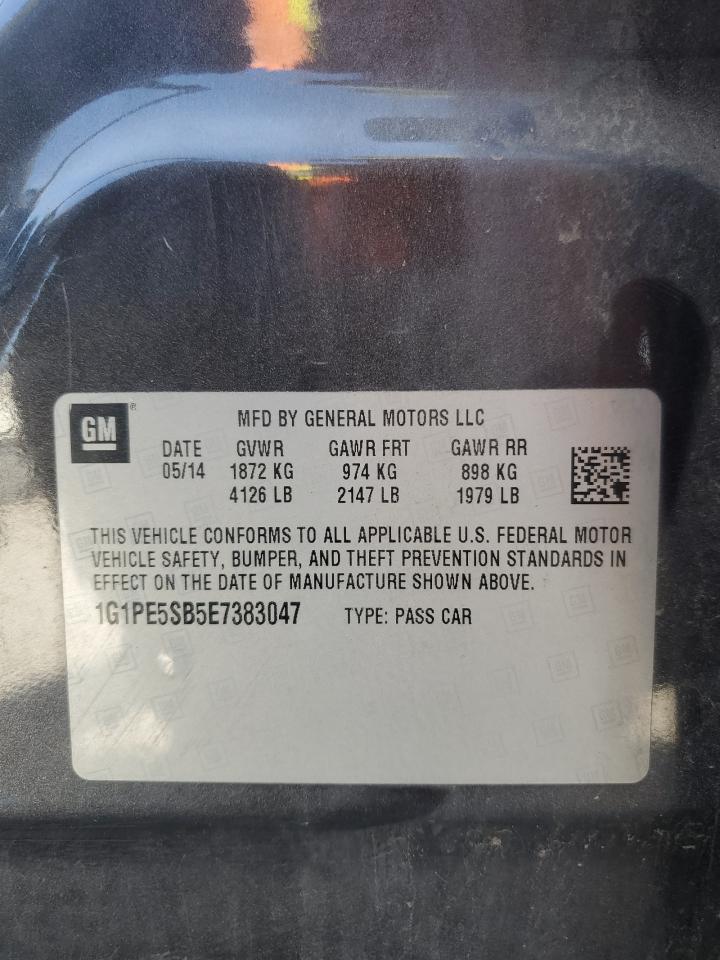 GM®
MFD BY GENERAL MOTORS LLC
DATE GVWR GAWR FRT GAWR RR
05/14 1872 KG 974 KG 898 KG
4126 LB 2147 LB 1979 LB
THIS VEHICLE CONFORMS TO ALL APPLICABLE U.S. FEDERAL MOTOR
VEHICLE SAFETY, BUMPER, AND THEFT PREVENTION STANDARDS IN
EFFECT ON THE DATE OF MANUFACTURE SHOWN ABOVE.
1G1PE5SB5E7383047 TYPE: PASS CAR